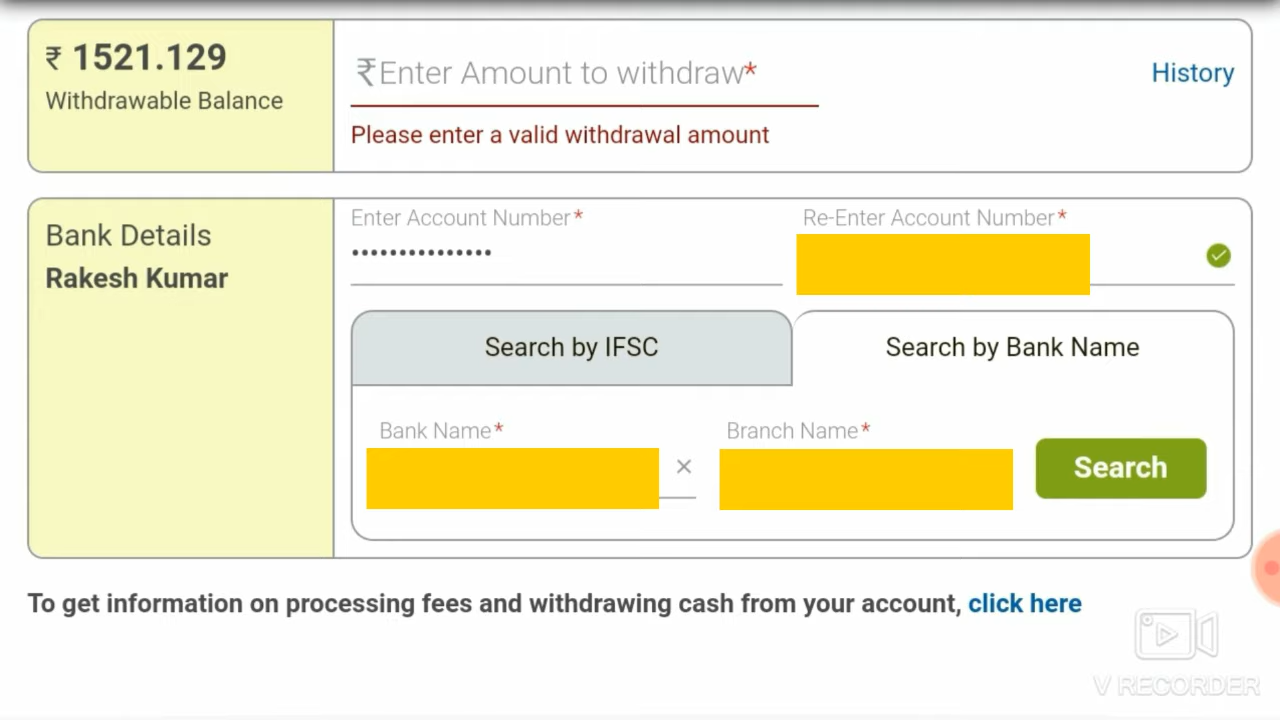 ₹ 1521.129
Withdrawable Balance
₹Enter Amount to withdraw*
Please enter a valid withdrawal amount
History
Bank Details
Rakesh Kumar
Enter Account Number*
•••••••••••••••
Re-Enter Account Number*
Search by IFSC
Search by Bank Name
Bank Name*
×
Branch Name*
Search
To get information on processing fees and withdrawing cash from your account, click here
V RECORDER